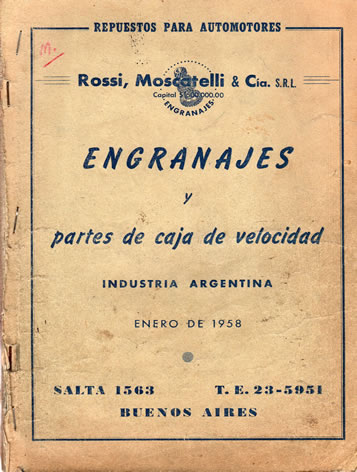 REPUESTOS PARA AUTOMOTORES
M.
Rossi, Moscatelli & Cía. S.R.L.
ENGRANAJES
ENGRANAJES
y
partes de caja de velocidad
INDUSTRIA ARGENTINA
ENERO DE 1958
SALTA 1563 T. E. 23-5951
BUENOS AIRES